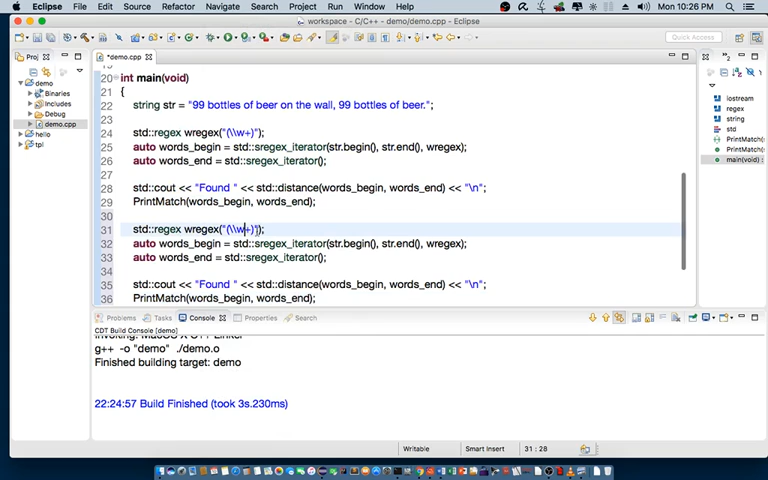 Eclipse File Edit Source Refactor Navigate Search Project Run Window Help Mon 10:26 PM
workspace - C/C++ - demo/demo.cpp - Eclipse
Quick Access
Proj
*demo.cpp
demo
Binaries
Includes
Debug
demo.cpp
hello
tpl
20 int main(void)
21 {
22 string str = "99 bottles of beer on the wall, 99 bottles of beer.";
23
24 std::regex wregex("(\\w+)");
25 auto words_begin = std::sregex_iterator(str.begin(), str.end(), wregex);
26 auto words_end = std::sregex_iterator();
27
28 std::cout << "Found " << std::distance(words_begin, words_end) << "\n";
29 PrintMatch(words_begin, words_end);
30
31 std::regex wregex("(\\w+)");
32 auto words_begin = std::sregex_iterator(str.begin(), str.end(), wregex);
33 auto words_end = std::sregex_iterator();
34
35 std::cout << "Found " << std::distance(words_begin, words_end) << "\n";
36 PrintMatch(words_begin, words_end);
iostream
regex
string
std
PrintMatch(
PrintMatch(
main(void) :
Problems Tasks Console Properties Search
CDT Build Console [demo]
Invoking: MacOS X C++ Linker
g++ -o "demo" ./demo.o
Finished building target: demo
22:24:57 Build Finished (took 3s.230ms)
Writable Smart Insert 31 : 28